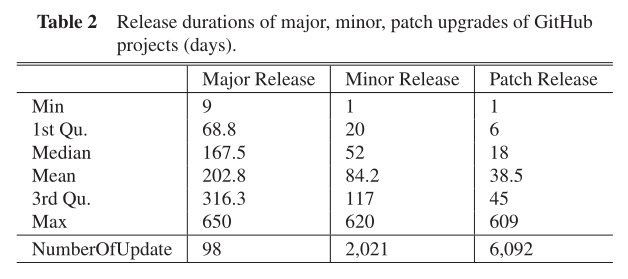 Table 2 Release durations of major, minor, patch upgrades of GitHub
projects (days).
Major Release Minor Release Patch Release
Min 9 1 1
1st Qu. 68.8 20 6
Median 167.5 52 18
Mean 202.8 84.2 38.5
3rd Qu. 316.3 117 45
Max 650 620 609
NumberOfUpdate 98 2,021 6,092